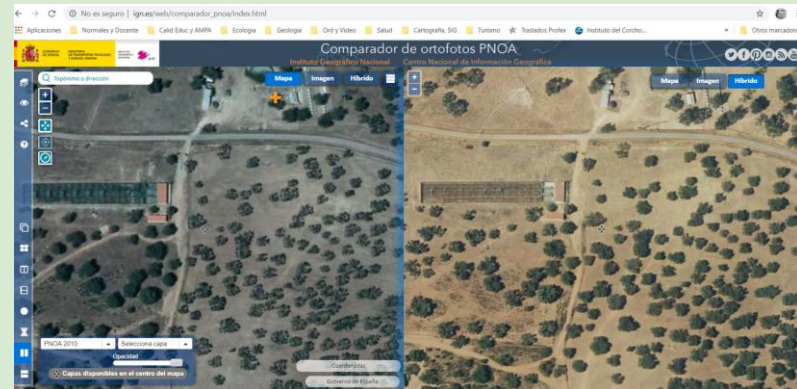 No es seguro | ign.es/web/comparador_pnoa/index.html
Aplicaciones Normales y Docente Calid Educ y AMPA Ecologia Geologia Ord y Video Salud Cartografía, SIG Turismo Traslados Profex Instituto del Corcho... » Otros marcadores
Comparador de ortofotos PNOA
Instituto Geográfico Nacional Centro Nacional de Información Geográfica
Topónimo o dirección
Mapa Imagen Híbrido
Mapa Imagen Híbrido
PNOA 2010 Selecciona capa
Opacidad
Capas disponibles en el centro del mapa
Coordenadas
Gobierno de España